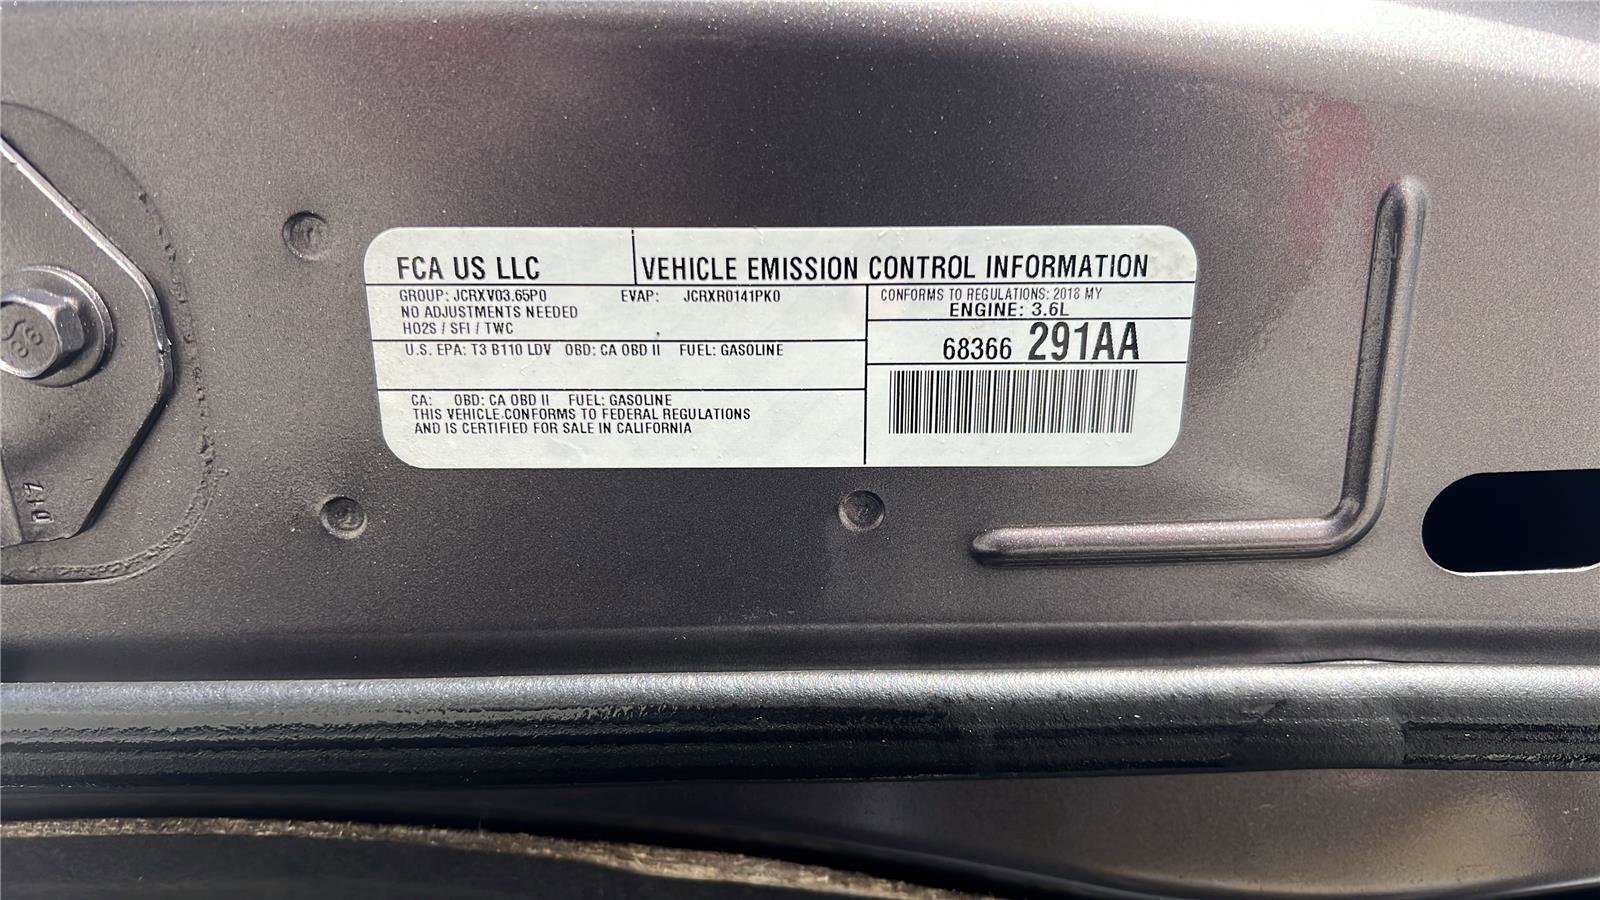 FCA US LLC
VEHICLE EMISSION CONTROL INFORMATION
GROUP: JCRXV03.65P0 EVAP: JCRXR0141PK0
NO ADJUSTMENTS NEEDED
HO2S / SFI / TWC
CONFORMS TO REGULATIONS: 2018 MY
ENGINE: 3.6L
68366 291AA
U.S. EPA: T3 B110 LDV OBD: CA OBD II FUEL: GASOLINE
CA: OBD: CA OBD II FUEL: GASOLINE
THIS VEHICLE CONFORMS TO FEDERAL REGULATIONS
AND IS CERTIFIED FOR SALE IN CALIFORNIA